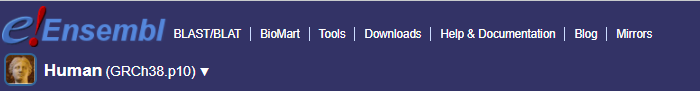 e!Ensembl BLAST/BLAT | BioMart | Tools | Downloads | Help & Documentation | Blog | Mirrors
Human (GRCh38.p10) ▼